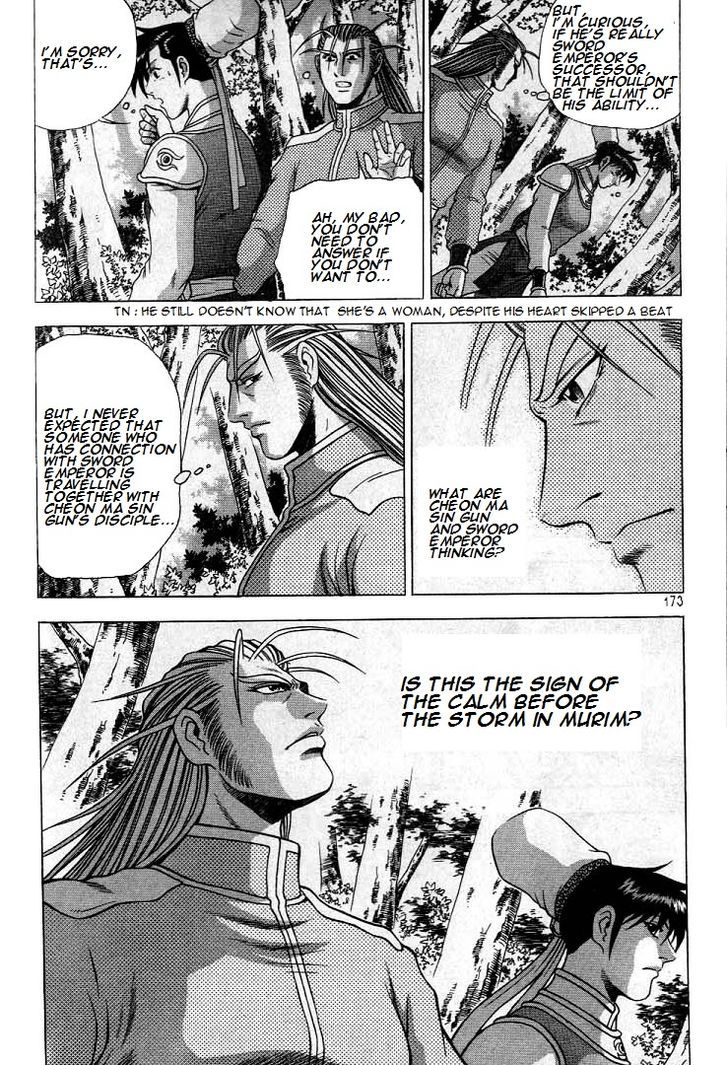 I'M SORRY,
THAT'S...
AH, MY BAD,
YOU DON'T
NEED TO
ANSWER IF
YOU DON'T
WANT TO...
BUT,
I'M CURIOUS,
IF HE'S REALLY
SWORD
EMPEROR'S
SUCCESSOR,
THAT SHOULDN'T
BE THE LIMIT OF
HIS ABILITY...
TN : HE STILL DOESN'T KNOW THAT SHE'S A WOMAN, DESPITE HIS HEART SKIPPED A BEAT
BUT, I NEVER
EXPECTED THAT
SOMEONE WHO
HAS CONNECTION
WITH SWORD
EMPEROR IS
TRAVELLING
TOGETHER WITH
CHEON MA SIN
GUN'S DISCIPLE...
WHAT ARE
CHEON MA
SIN GUN
AND SWORD
EMPEROR
THINKING?
173
IS THIS THE SIGN OF
THE CALM BEFORE
THE STORM IN MURIM?